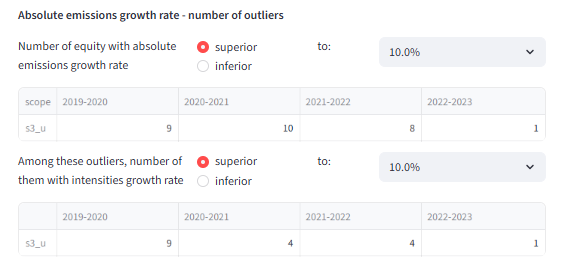 Absolute emissions growth rate - number of outliers
Number of equity with absolute emissions growth rate
superior
inferior
to:
10.0%
scope 2019-2020 2020-2021 2021-2022 2022-2023
s3_u 9 10 8 1
Among these outliers, number of them with intensities growth rate
superior
inferior
to:
10.0%
2019-2020 2020-2021 2021-2022 2022-2023
s3_u 9 4 4 1